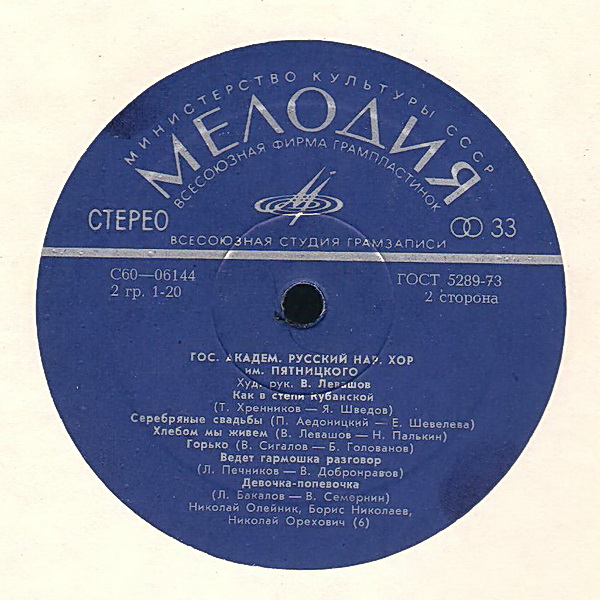 МИНИСТЕРСТВО КУЛЬТУРЫ СССР
МЕЛОДИЯ
ВСЕСОЮЗНАЯ ФИРМА ГРАМПЛАСТИНОК
СТЕРЕО
33
ВСЕСОЮЗНАЯ СТУДИЯ ГРАМЗАПИСИ
С60—06144
ГОСТ 5289-73
2 гр. 1-20
2 сторона
ГОС. АКАДЕМ. РУССКИЙ НАР. ХОР
им. ПЯТНИЦКОГО
Худ. рук. В. Левашов
Как в степи Кубанской
(Т. Хренников — Я. Шведов)
Серебряные свадьбы (П. Аедоницкий — Е. Шевелева)
Хлебом мы живем (В. Левашов — Н. Палькин)
Горько (В. Сигалов — Б. Голованов)
Ведет гармошка разговор
(Л. Печников — В. Добронравов)
Девочка-попевочка
(Л. Бакалов — В. Семернин)
Николай Олейник, Борис Николаев,
Николай Орехович (6)